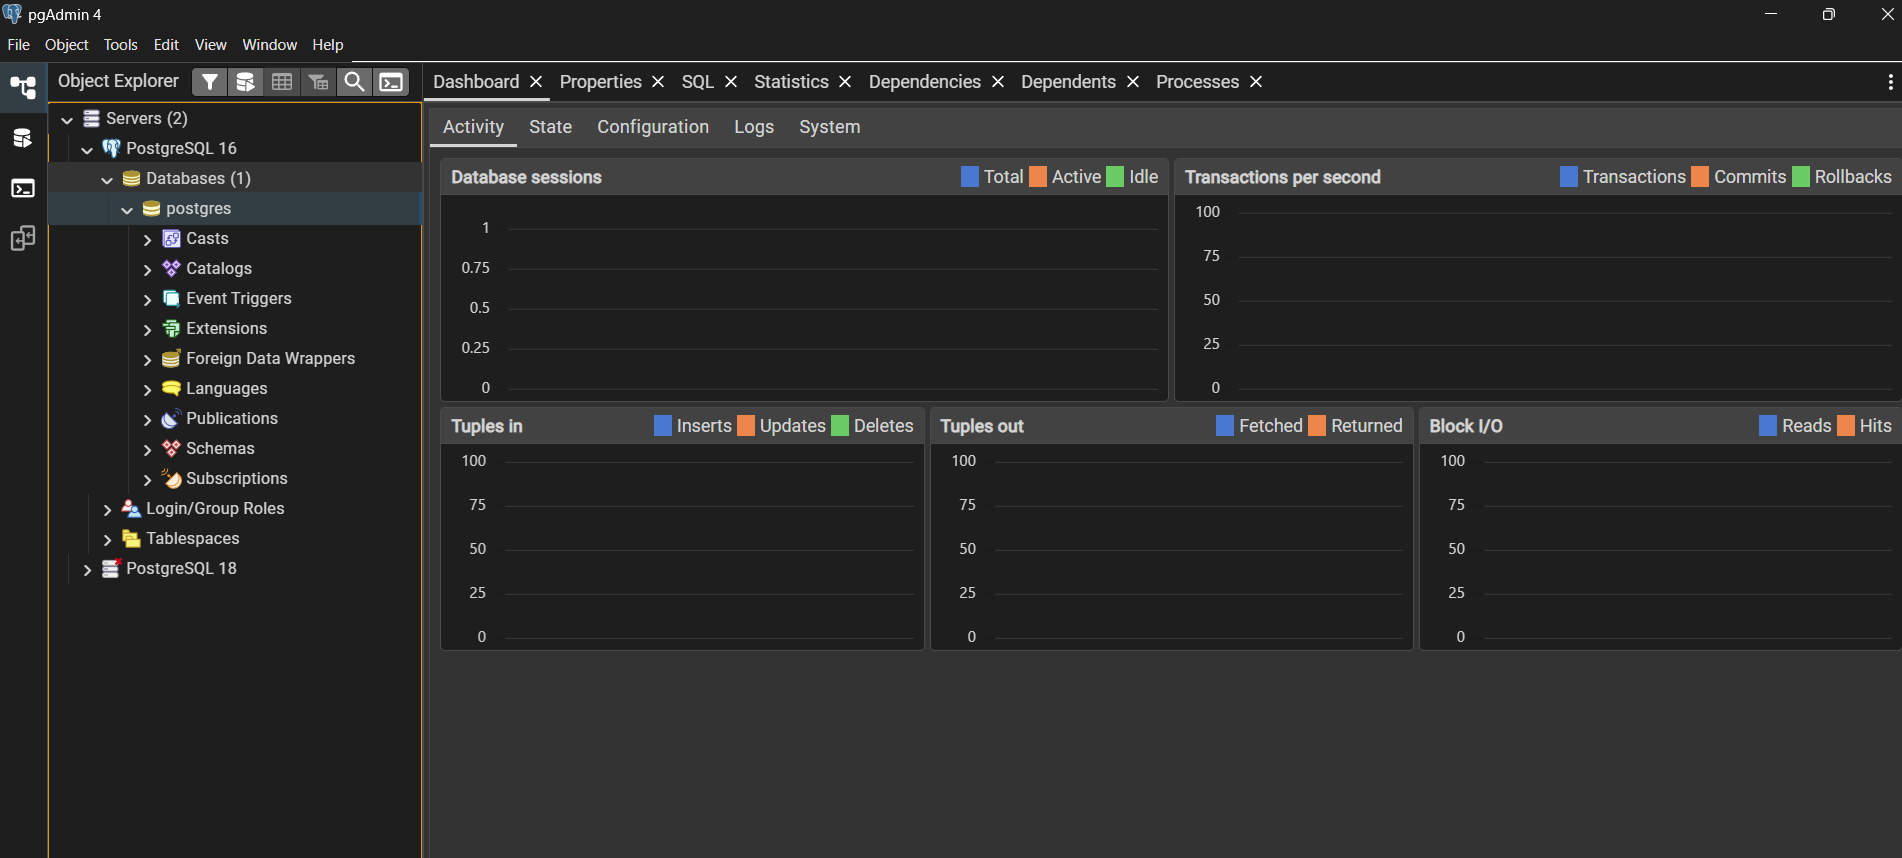 pgAdmin 4
File Object Tools Edit View Window Help
Object Explorer
Dashboard Properties SQL Statistics Dependencies Dependents Processes
Servers (2)
PostgreSQL 16
Databases (1)
postgres
Casts
Catalogs
Event Triggers
Extensions
Foreign Data Wrappers
Languages
Publications
Schemas
Subscriptions
Login/Group Roles
Tablespaces
PostgreSQL 18
Activity State Configuration Logs System
Database sessions Total Active Idle
1
0.75
0.5
0.25
0
Transactions per second Transactions Commits Rollbacks
100
75
50
25
0
Tuples in Inserts Updates Deletes
100
75
50
25
0
Tuples out Fetched Returned
100
75
50
25
0
Block I/O Reads Hits
100
75
50
25
0